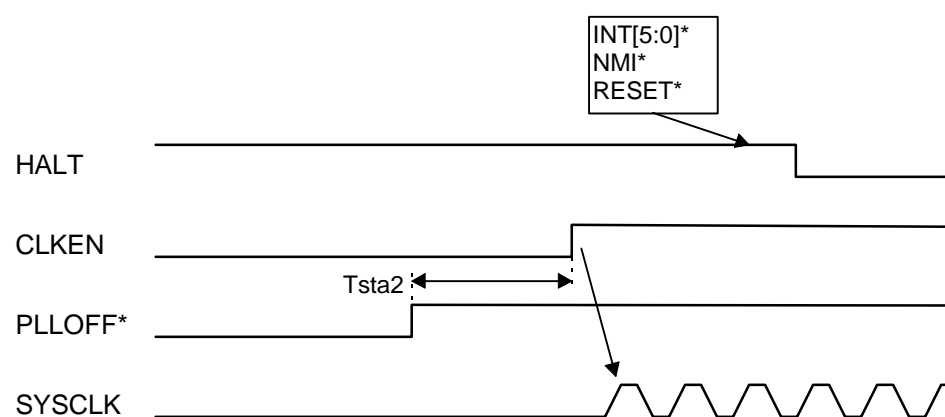 INT[5:0]*
NMI*
RESET*
HALT
CLKEN
Tsta2
PLLOFF*
SYSCLK